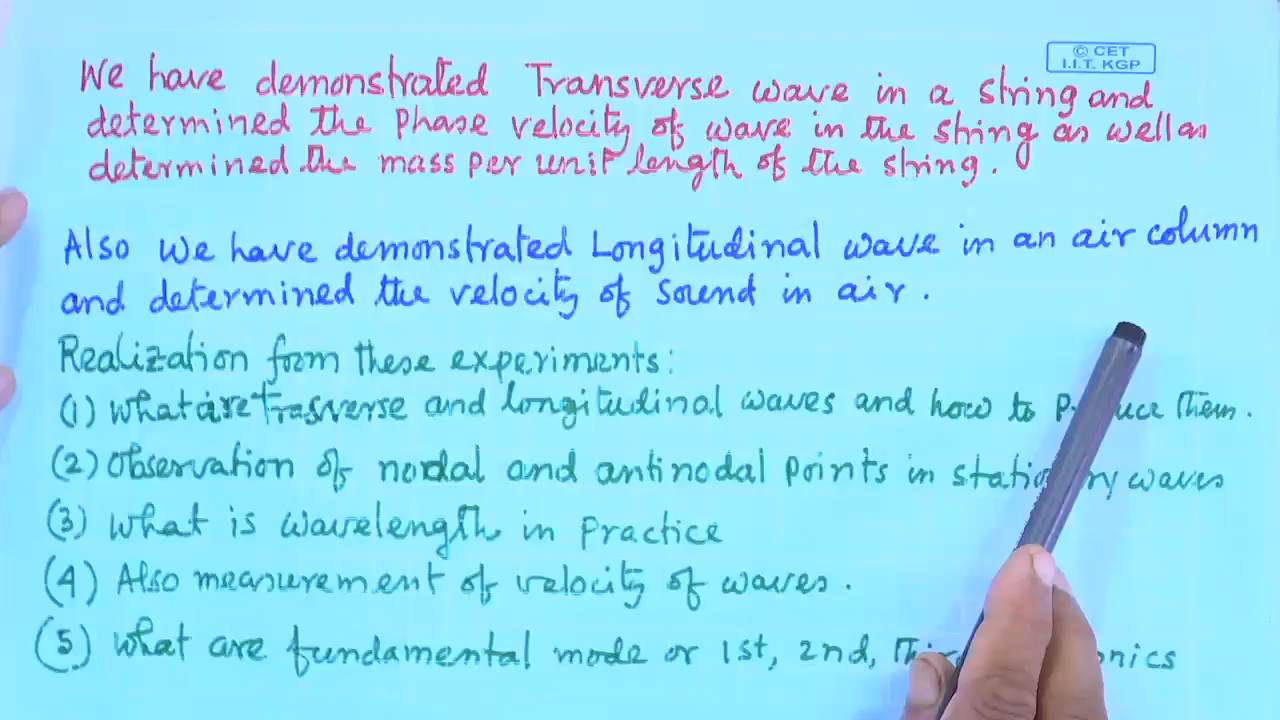 © CET
I.I.T. KGP
We have demonstrated Transverse wave in a string and
determined the phase velocity of wave in the string as well as
determined the mass per unit length of the string.
Also We have demonstrated Longitudinal wave in an air column
and determined the velocity of sound in air.
Realization from these experiments:
(1) what are trasverse and longitudinal waves and how to them.
(2) Observation of nodal and antinodal points in waves
(3) What is wavelength in practice
(4) Also measurement of velocity of waves.
(5) What are fundamental mode or 1st, 2nd,